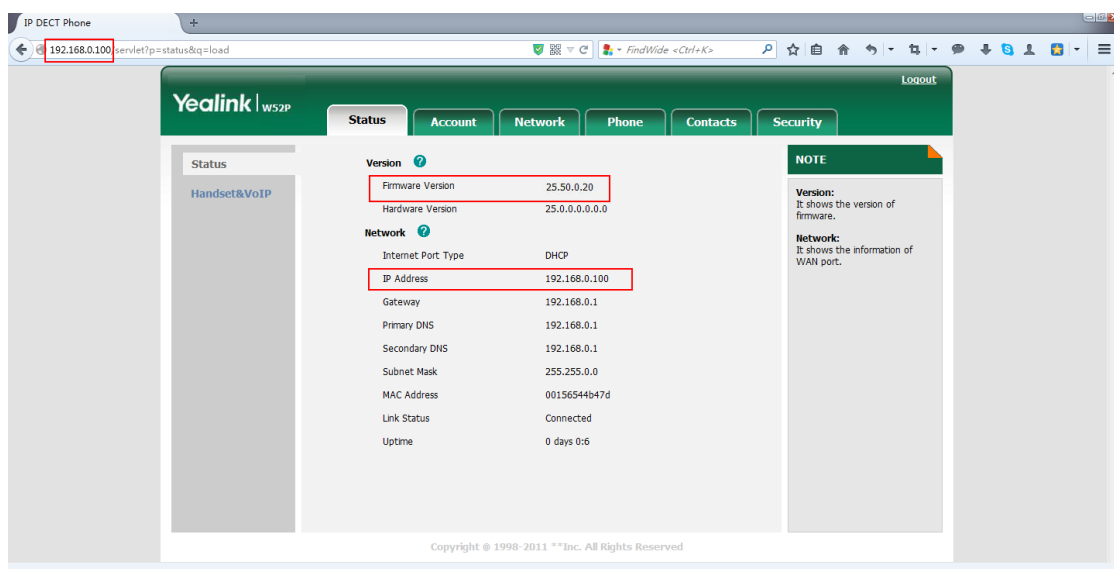 IP DECT Phone
192.168.0.100/servlet?p=status&q=load
FindWide <Ctrl+K>
Logout
Yealink W52P
Status Account Network Phone Contacts Security
Status
Handset&VoIP
Version ?
Firmware Version 25.50.0.20
Hardware Version 25.0.0.0.0.0
Network ?
Internet Port Type DHCP
IP Address 192.168.0.100
Gateway 192.168.0.1
Primary DNS 192.168.0.1
Secondary DNS 192.168.0.1
Subnet Mask 255.255.0.0
MAC Address 00156544b47d
Link Status Connected
Uptime 0 days 0:6
NOTE
Version:
It shows the version of
firmware.
Network:
It shows the information of
WAN port.
Copyright © 1998-2011 **Inc. All Rights Reserved